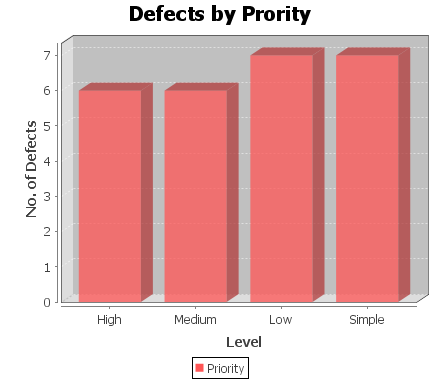 Defects by Prority
No. of Defects
7
6
5
4
3
2
1
0
High Medium Low Simple
Level
Priority